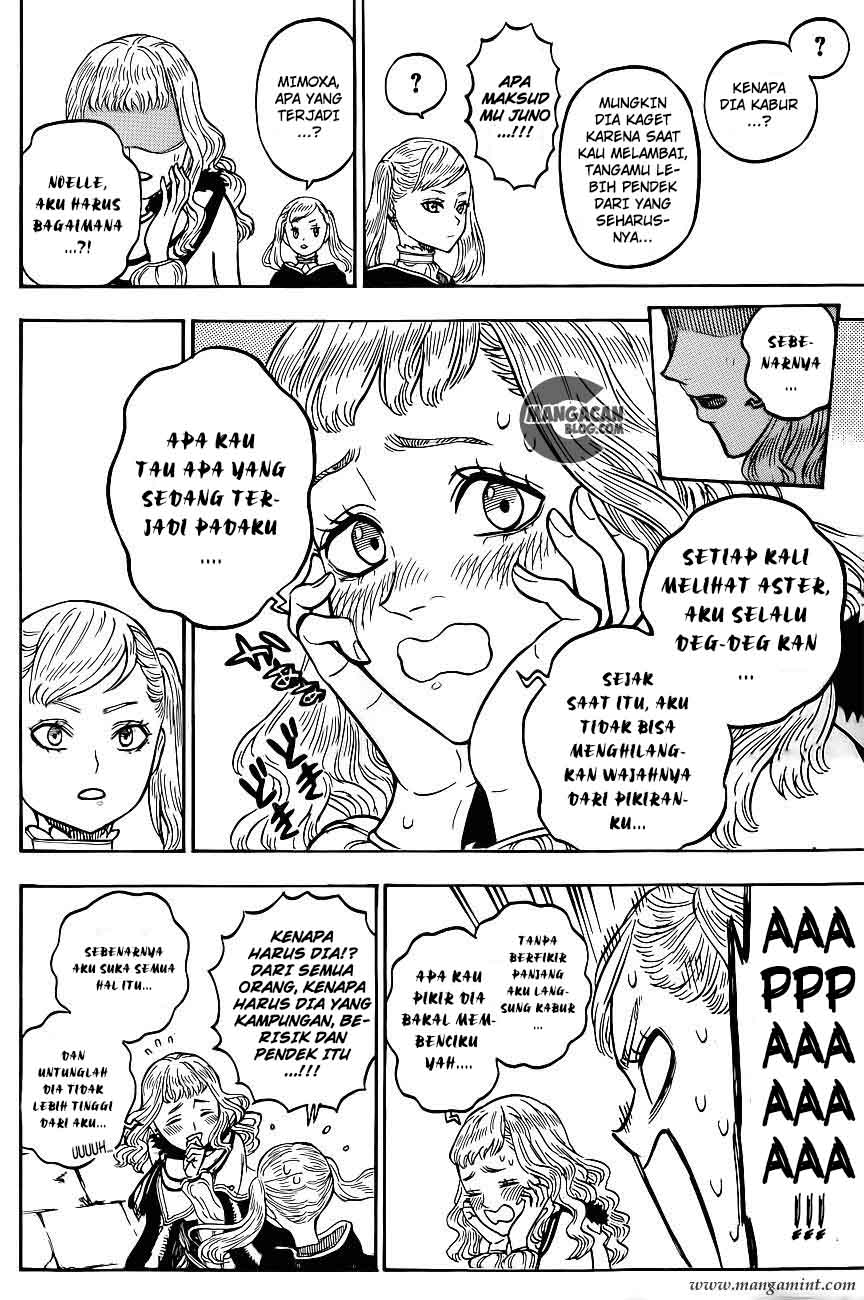 ?
KENAPA
DIA KABUR
...?
MUNGKIN
DIA KAGET
KARENA SAAT
KAU MELAMBAI,
TANGAMU LE-
BIH PENDEK
DARI YANG
SEHARUS-
NYA...
APA
MAKSUD
MU JUNO
...!!!
?
MIMOXA,
APA YANG
TERJADI
...?
NOELLE,
AKU HARUS
BAGAIMANA
...?!
SEBE-
NARNYA
...
MANGACAN
BLOG.COM
SETIAP KALI
MELIHAT ASTER,
AKU SELALU
DEG-DEG KAN
...
SEJAK
SAAT ITU, AKU
TIDAK BISA
MENGHILANG-
KAN WAJAHNYA
DARI PIKIRAN-
KU...
APA KAU
TAU APA YANG
SEDANG TER-
JADI PADAKU
....
ドキドキ
AAA
PPP
AAA
AAA
AAA
!!!
TANPA
BERFIKIR
PANJANG
AKU LANG-
SUNG KABUR
...
APA KAU
PIKIR DIA
BAKAL MEM-
BENCIKU
YAH....
KENAPA
HARUS DIA!?
DARI SEMUA
ORANG, KENAPA
HARUS DIA YANG
KAMPUNGAN, BE-
RISIK DAN
PENDEK ITU
...!!!
SEBENARNYA
AKU SUKA SEMUA
HAL ITU...
DAN
UNTUNGLAH
DIA TIDAK
LEBIH TINGGI
DARI AKU...
UUUUH...
www.mangamint.com